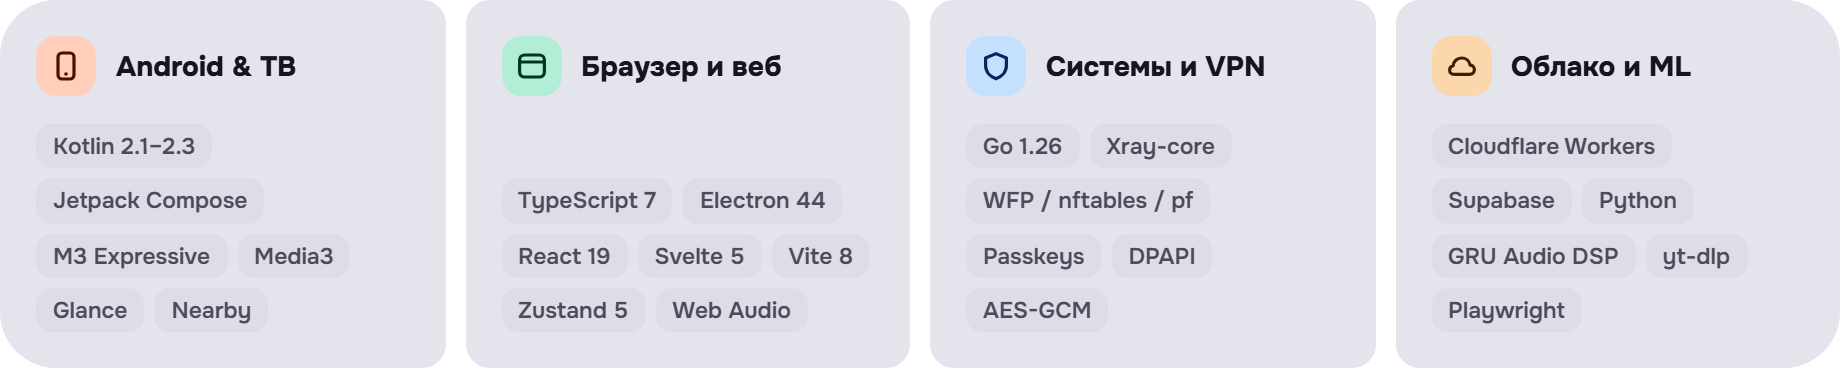 Android & ТВ
Kotlin 2.1–2.3
Jetpack Compose
M3 Expressive Media3
Glance Nearby
Браузер и веб
TypeScript 7 Electron 44
React 19 Svelte 5 Vite 8
Zustand 5 Web Audio
Системы и VPN
Go 1.26 Xray-core
WFP / nftables / pf
Passkeys DPAPI
AES-GCM
Облако и ML
Cloudflare Workers
Supabase Python
GRU Audio DSP yt-dlp
Playwright